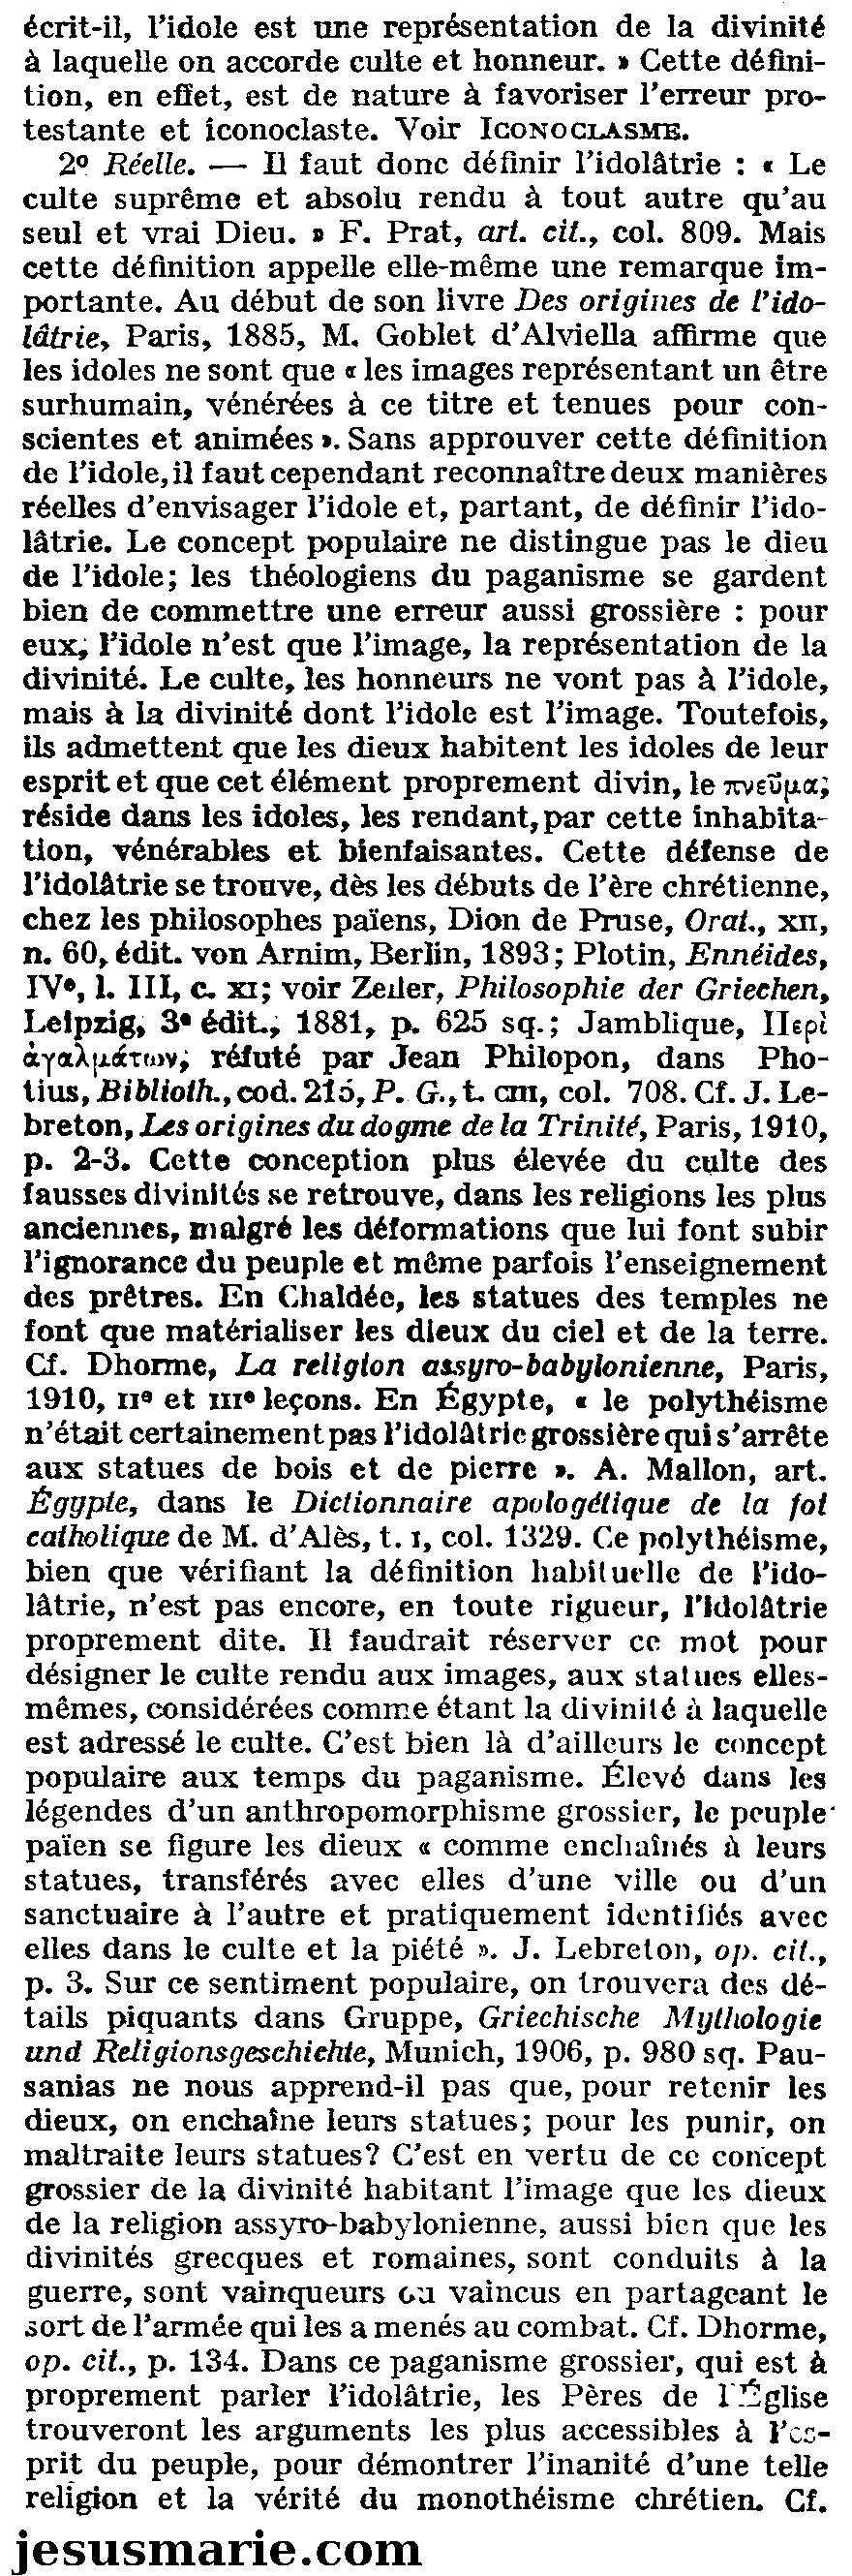 écrit-il, l'idole est une représentation de la divinité
à laquelle on accorde culte et honneur. » Cette défini-
tion, en effet, est de nature à favoriser l'erreur pro-
testante et iconoclaste. Voir ICONOCLASME.
2º Réelle. — Il faut donc définir l'idolâtrie : « Le
culte suprême et absolu rendu à tout autre qu'au
seul et vrai Dieu. » F. Prat, art. cit., col. 809. Mais
cette définition appelle elle-même une remarque im-
portante. Au début de son livre Des origines de l'ido-
lâtrie, Paris, 1885, M. Goblet d'Alviella affirme que
les idoles ne sont que « les images représentant un être
surhumain, vénérées à ce titre et tenues pour con-
scientes et animées ». Sans approuver cette définition
de l'idole, il faut cependant reconnaître deux manières
réelles d'envisager l'idole et, partant, de définir l'ido-
lâtrie. Le concept populaire ne distingue pas le dieu
de l'idole; les théologiens du paganisme se gardent
bien de commettre une erreur aussi grossière : pour
eux, l'idole n'est que l'image, la représentation de la
divinité. Le culte, les honneurs ne vont pas à l'idole,
mais à la divinité dont l'idole est l'image. Toutefois,
ils admettent que les dieux habitent les idoles de leur
esprit et que cet élément proprement divin, le πνεῦμα;
réside dans les idoles, les rendant, par cette inhabita-
tion, vénérables et bienfaisantes. Cette défense de
l'idolâtrie se trouve, dès les débuts de l'ère chrétienne,
chez les philosophes païens, Dion de Pruse, Orat., XII,
n. 60, édit. von Arnim, Berlin, 1893; Plotin, Ennéides,
IVᵉ, l. III, c. XI; voir Zeller, Philosophie der Griechen,
Leipzig, 3ᵉ édit., 1881, p. 625 sq.; Jamblique, Περὶ
ἀγαλμάτων, réfuté par Jean Philopon, dans Pho-
tius, Biblioth., cod. 215, P. G., t. CIII, col. 708. Cf. J. Le-
breton, Les origines du dogme de la Trinité, Paris, 1910,
p. 2-3. Cette conception plus élevée du culte des
fausses divinités se retrouve, dans les religions les plus
anciennes, malgré les déformations que lui font subir
l'ignorance du peuple et même parfois l'enseignement
des prêtres. En Chaldée, les statues des temples ne
font que matérialiser les dieux du ciel et de la terre.
Cf. Dhorme, La religion assyro-babylonienne, Paris,
1910, IIᵉ et IIIᵉ leçons. En Égypte, « le polythéisme
n'était certainement pas l'idolâtrie grossière qui s'arrête
aux statues de bois et de pierre ». A. Mallon, art.
Égypte, dans le Dictionnaire apologétique de la foi
catholique de M. d'Alès, t. I, col. 1329. Ce polythéisme,
bien que vérifiant la définition habituelle de l'ido-
lâtrie, n'est pas encore, en toute rigueur, l'idolâtrie
proprement dite. Il faudrait réserver ce mot pour
désigner le culte rendu aux images, aux statues elles-
mêmes, considérées comme étant la divinité à laquelle
est adressé le culte. C'est bien là d'ailleurs le concept
populaire aux temps du paganisme. Élevé dans les
légendes d'un anthropomorphisme grossier, le peuple
païen se figure les dieux « comme enchaînés à leurs
statues, transférés avec elles d'une ville ou d'un
sanctuaire à l'autre et pratiquement identifiés avec
elles dans le culte et la piété ». J. Lebreton, op. cit.,
p. 3. Sur ce sentiment populaire, on trouvera des dé-
tails piquants dans Gruppe, Griechische Mythologie
und Religionsgeschichte, Munich, 1906, p. 980 sq. Pau-
sanias ne nous apprend-il pas que, pour retenir les
dieux, on enchaîne leurs statues; pour les punir, on
maltraite leurs statues? C'est en vertu de ce concept
grossier de la divinité habitant l'image que les dieux
de la religion assyro-babylonienne, aussi bien que les
divinités grecques et romaines, sont conduits à la
guerre, sont vainqueurs ou vaincus en partageant le
sort de l'armée qui les a menés au combat. Cf. Dhorme,
op. cit., p. 134. Dans ce paganisme grossier, qui est à
proprement parler l'idolâtrie, les Pères de l'Église
trouveront les arguments les plus accessibles à l'es-
prit du peuple, pour démontrer l'inanité d'une telle
religion et la vérité du monothéisme chrétien. Cf.
jesusmarie.com